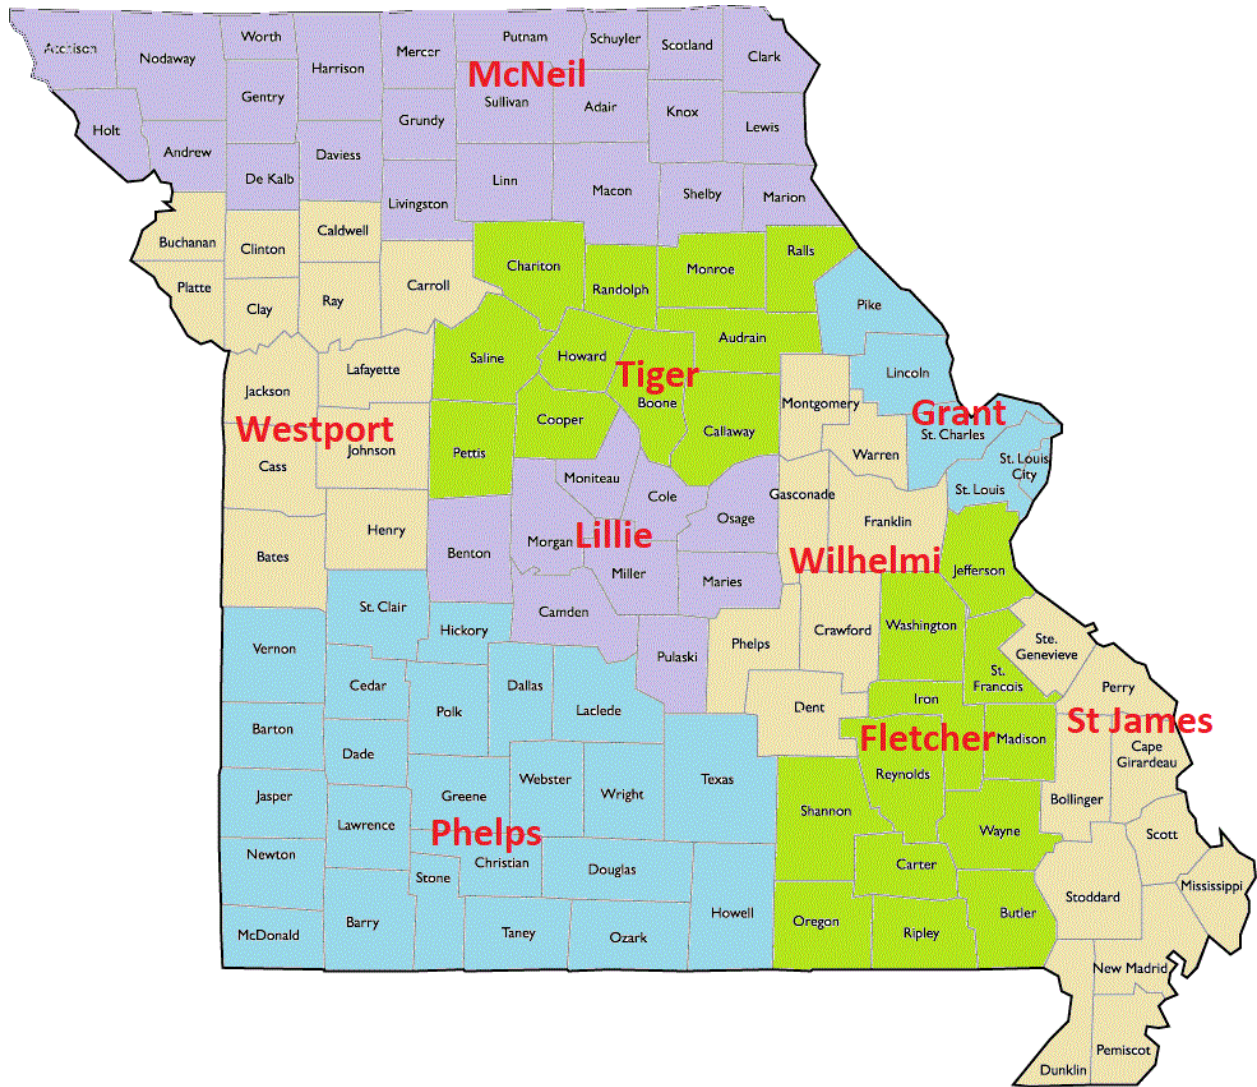 Atchison
Nodaway
Worth
Harrison
Mercer
Putnam
Schuyler
Scotland
Clark
McNeil
Gentry
Sullivan
Adair
Knox
Grundy
Lewis
Holt
Andrew
Daviess
De Kalb
Linn
Macon
Shelby
Marion
Livingston
Buchanan
Clinton
Caldwell
Chariton
Monroe
Ralls
Platte
Clay
Ray
Carroll
Randolph
Pike
Audrain
Saline
Howard
Lafayette
Lincoln
Tiger
Jackson
Boone
Montgomery
Grant
Cooper
Callaway
St. Charles
Westport
Johnson
Pettis
Warren
Cass
St. Louis
City
Moniteau
St. Louis
Cole
Gasconade
Osage
Franklin
Henry
Lillie
Morgan
Benton
Bates
Wilhelmi
Miller
Maries
Jefferson
St. Clair
Camden
Hickory
Washington
Crawford
Phelps
Ste.
Genevieve
Vernon
Pulaski
St.
Francois
Cedar
Dallas
Perry
Iron
Polk
Laclede
Dent
St James
Barton
Fletcher
Madison
Dade
Cape
Girardeau
Reynolds
Webster
Texas
Jasper
Greene
Wright
Bollinger
Shannon
Lawrence
Phelps
Wayne
Scott
Newton
Christian
Carter
Douglas
Stone
Mississippi
Stoddard
Howell
Butler
Barry
Oregon
McDonald
Taney
Ozark
Ripley
New Madrid
Pemiscot
Dunklin